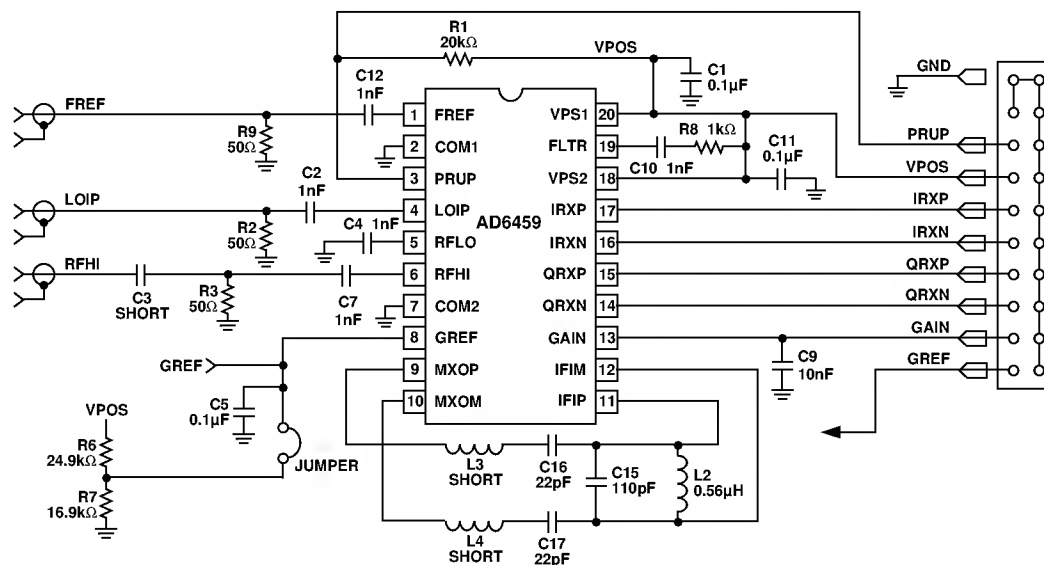 R1
20kΩ
VPOS
C1
0.1µF
GND
C12
1nF
FREF
R9
50Ω
1 FREF
2 COM1
3 PRUP
4 LOIP
5 RFLO
6 RFHI
7 COM2
8 GREF
9 MXOP
10 MXOM
AD6459
VPS1 20
FLTR 19
VPS2 18
IRXP 17
IRXN 16
QRXP 15
QRXN 14
GAIN 13
IFIM 12
IFIP 11
R8 1kΩ
C10 1nF
C11
0.1µF
PRUP
VPOS
IRXP
IRXN
QRXP
QRXN
GAIN
GREF
C2
1nF
LOIP
R2
50Ω
C4 1nF
RFHI
C3
SHORT
R3
50Ω
C7
1nF
GREF
C5
0.1µF
VPOS
R6
24.9kΩ
R7
16.9kΩ
JUMPER
C9
10nF
L3
SHORT
C16
22pF
C15
110pF
L2
0.56µH
L4
SHORT
C17
22pF